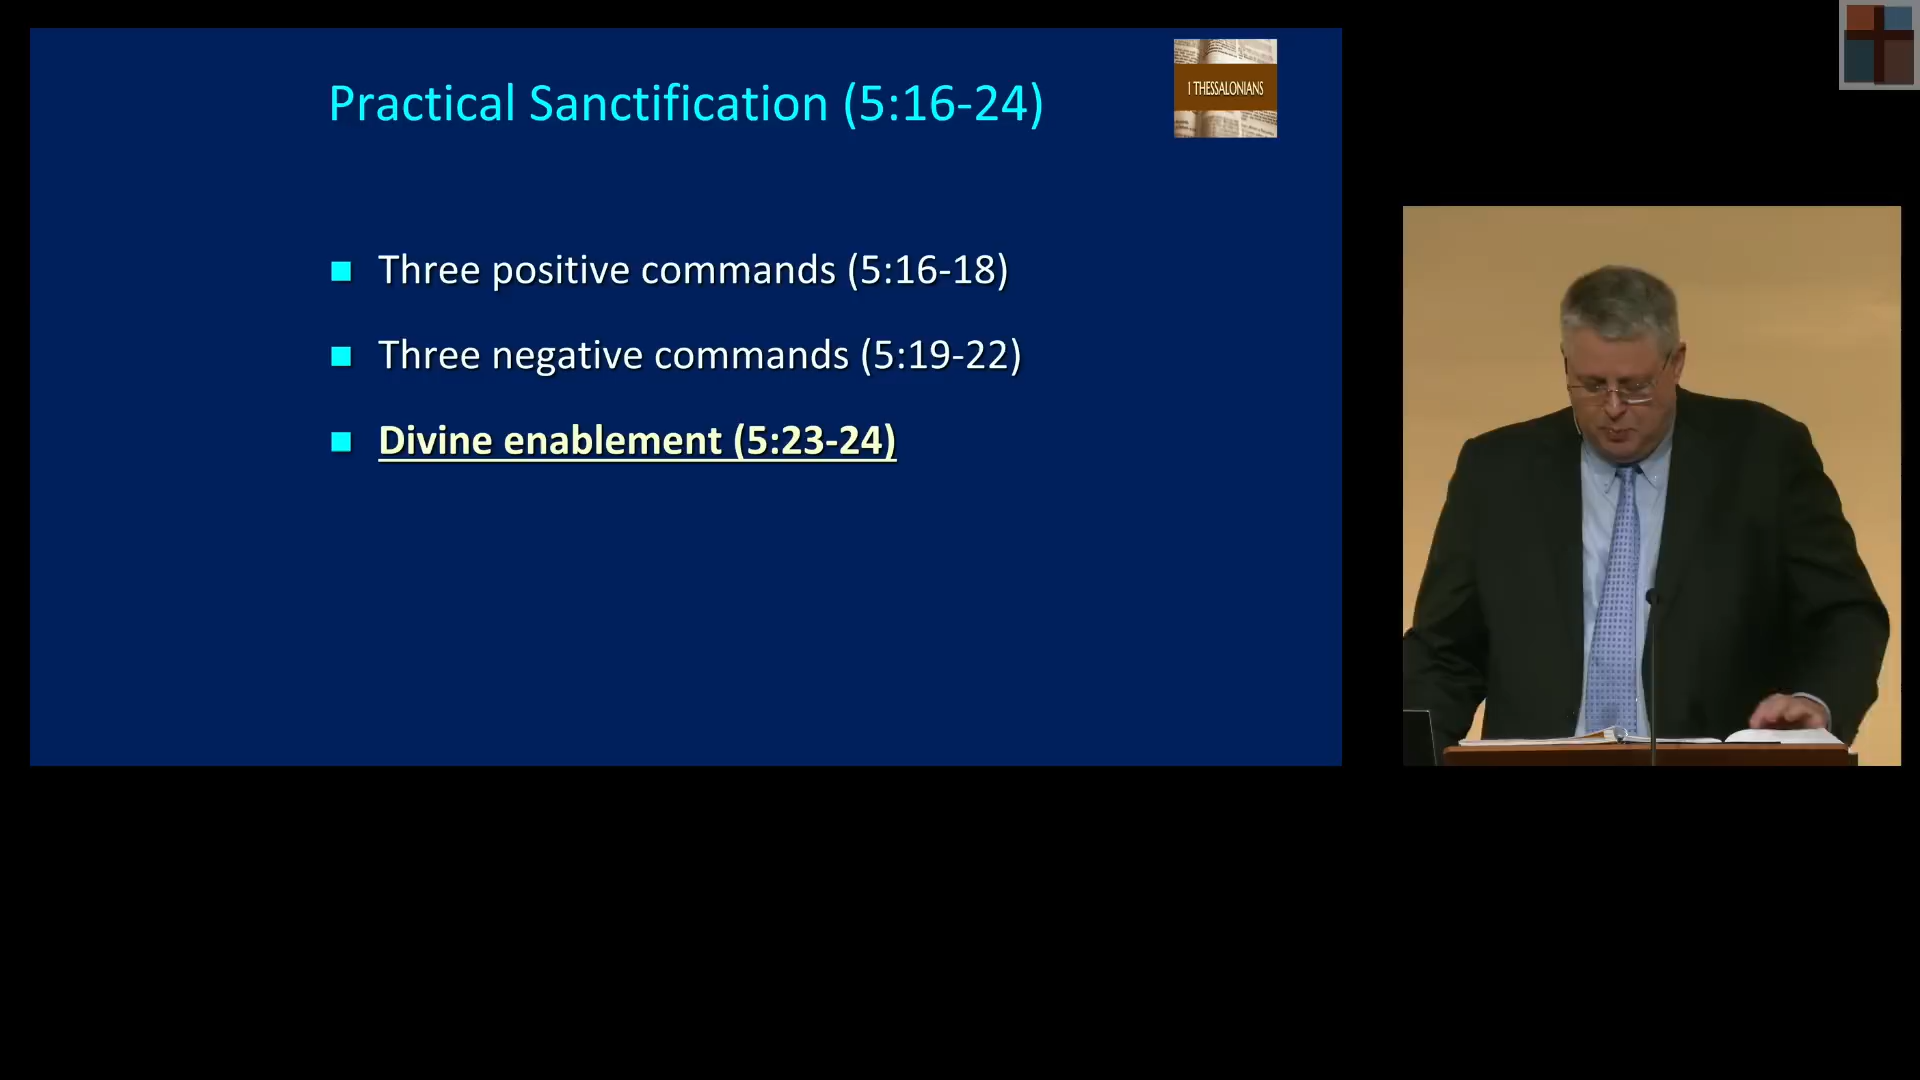 Practical Sanctification (5:16-24)
I THESSALONIANS
Three positive commands (5:16-18)
Three negative commands (5:19-22)
Divine enablement (5:23-24)